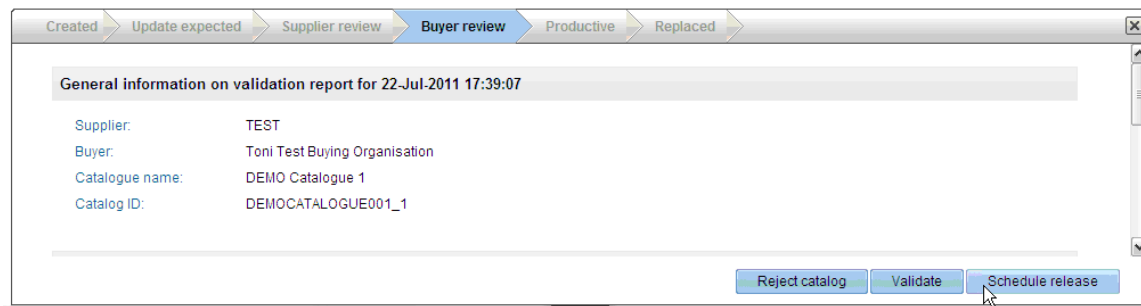 Created Update expected Supplier review Buyer review Productive Replaced
General information on validation report for 22-Jul-2011 17:39:07
Supplier: TEST
Buyer: Toni Test Buying Organisation
Catalogue name: DEMO Catalogue 1
Catalog ID: DEMOCATALOGUE001_1
Reject catalog Validate Schedule release